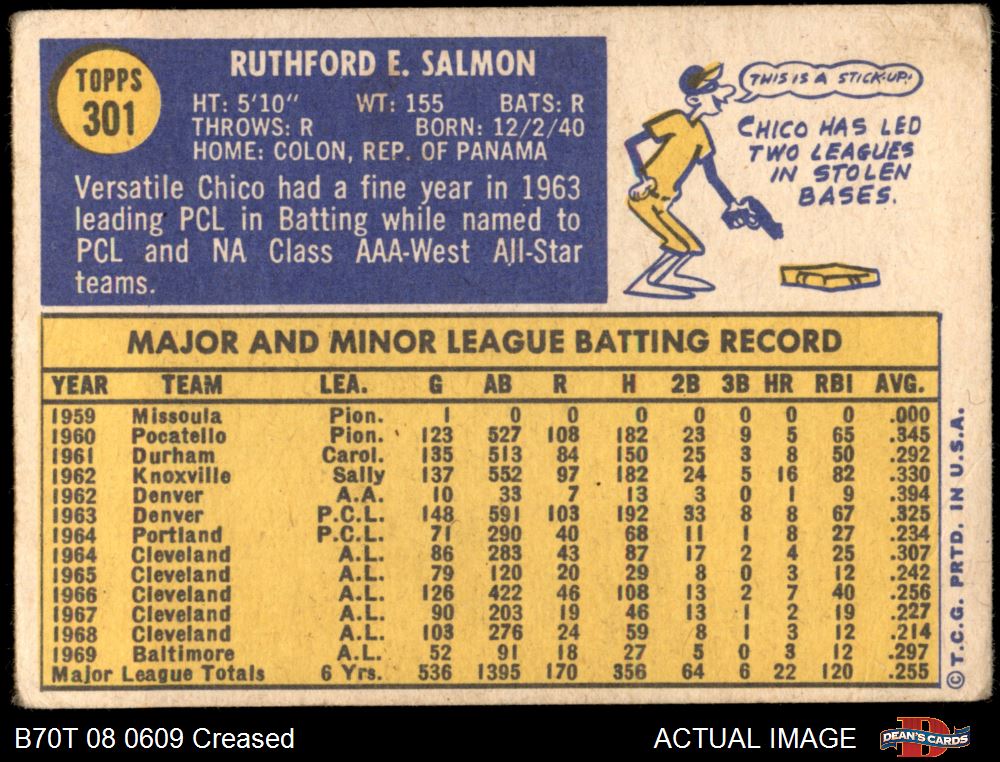 TOPPS
301
RUTHFORD E. SALMON
HT: 5'10" WT: 155 BATS: R
THROWS: R BORN: 12/2/40
HOME: COLON, REP. OF PANAMA
Versatile Chico had a fine year in 1963
leading PCL in Batting while named to
PCL and NA Class AAA-West All-Star
teams.
THIS IS A STICK-UP!
CHICO HAS LED
TWO LEAGUES
IN STOLEN
BASES.
MAJOR AND MINOR LEAGUE BATTING RECORD
YEAR TEAM LEA. G AB R H 2B 3B HR RBI AVG.
1959 Missoula Pion. 1 0 0 0 0 0 0 0 .000
1960 Pocatello Pion. 123 527 108 182 23 9 5 65 .345
1961 Durham Carol. 135 513 84 150 25 3 8 50 .292
1962 Knoxville Sally 137 552 97 182 24 5 16 82 .330
1962 Denver A.A. 10 33 7 13 3 0 1 9 .394
1963 Denver P.C.L. 148 591 103 192 33 8 8 67 .325
1964 Portland P.C.L. 71 290 40 68 11 1 8 27 .234
1964 Cleveland A.L. 86 283 43 87 17 2 4 25 .307
1965 Cleveland A.L. 79 120 20 29 8 0 3 12 .242
1966 Cleveland A.L. 126 422 46 108 13 2 7 40 .256
1967 Cleveland A.L. 90 203 19 46 13 1 2 19 .227
1968 Cleveland A.L. 103 276 24 59 8 1 3 12 .214
1969 Baltimore A.L. 52 91 18 27 5 0 3 12 .297
Major League Totals 6 Yrs. 536 1395 170 356 64 6 22 120 .255
©T.C.G. PRTD. IN U.S.A.
B70T 08 0609 Creased
ACTUAL IMAGE
D
DEAN'S CARDS